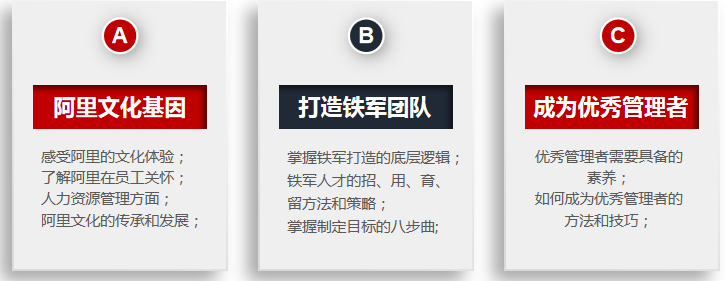 A
阿里文化基因
感受阿里的文化体验；
了解阿里在员工关怀；
人力资源管理方面；
阿里文化的传承和发展；
B
打造铁军团队
掌握铁军打造的底层逻辑；
铁军人才的招、用、育、
留方法和策略；
掌握制定目标的八步曲;
C
成为优秀管理者
优秀管理者需要具备的
素养；
如何成为优秀管理者的
方法和技巧；